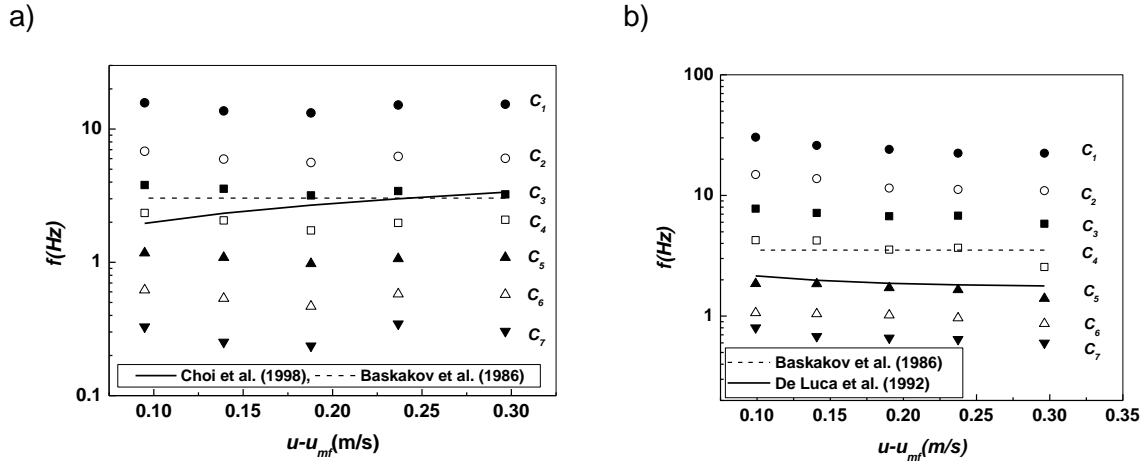 a)
f(Hz)
10
1
0.1
C1
C2
C3
C4
C5
C6
C7
Choi et al. (1998), Baskakov et al. (1986)
0.10 0.15 0.20 0.25 0.30
u-umf(m/s)
b)
f(Hz)
100
10
1
C1
C2
C3
C4
C5
C6
C7
Baskakov et al. (1986)
De Luca et al. (1992)
0.10 0.15 0.20 0.25 0.30 0.35
u-umf(m/s)